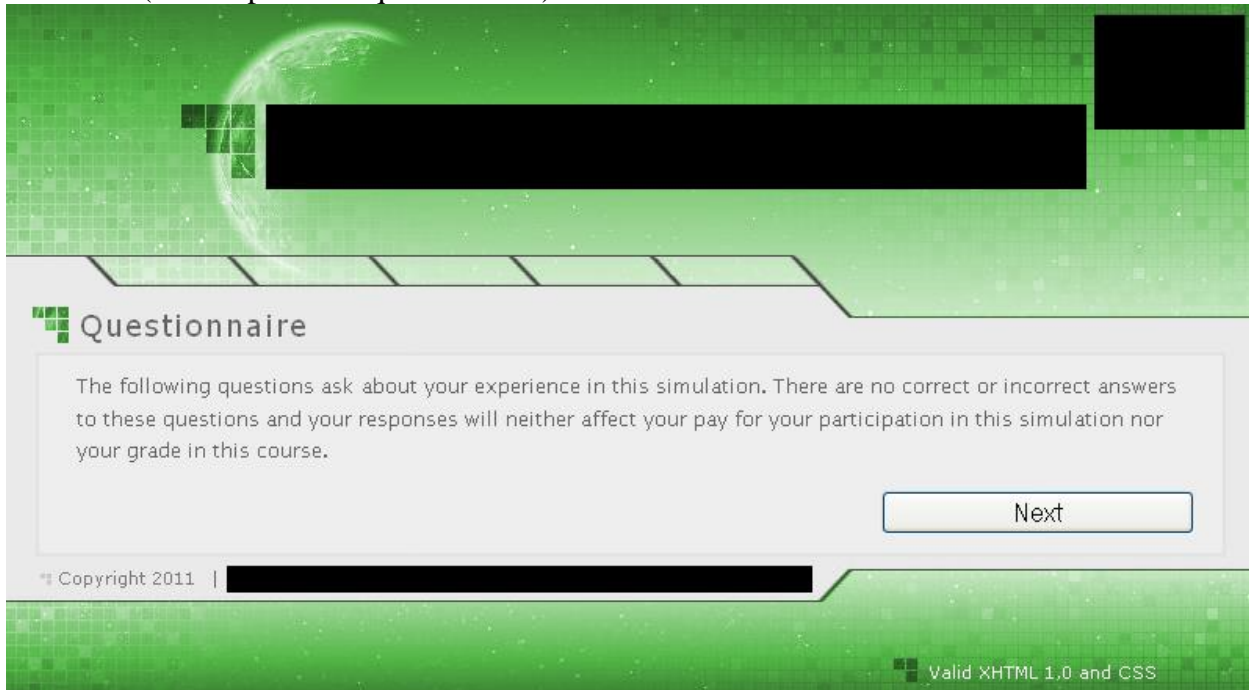 Questionnaire
The following questions ask about your experience in this simulation. There are no correct or incorrect answers
to these questions and your responses will neither affect your pay for your participation in this simulation nor
your grade in this course.
Next
Copyright 2011 |
Valid XHTML 1.0 and CSS